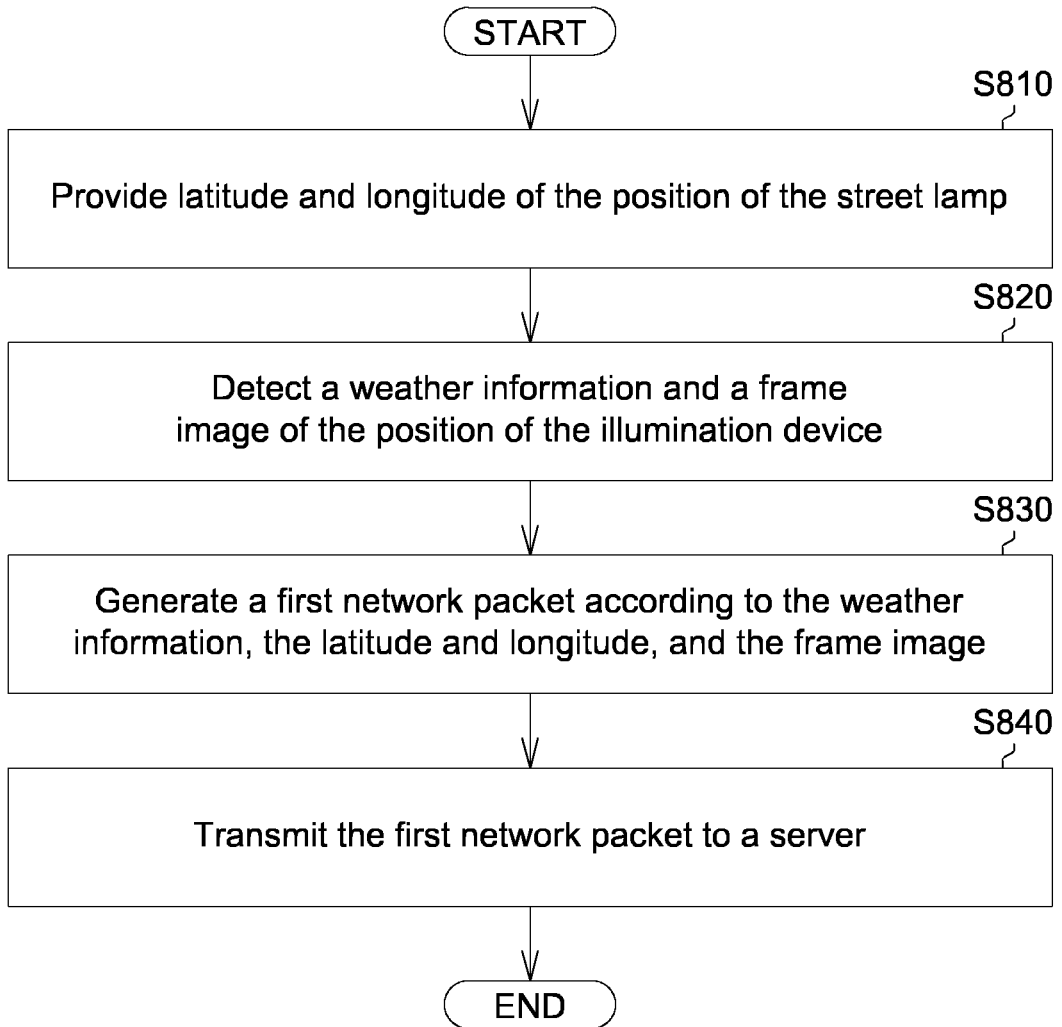 START
S810
Provide latitude and longitude of the position of the street lamp
S820
Detect a weather information and a frame
image of the position of the illumination device
S830
Generate a first network packet according to the weather
information, the latitude and longitude, and the frame image
S840
Transmit the first network packet to a server
END